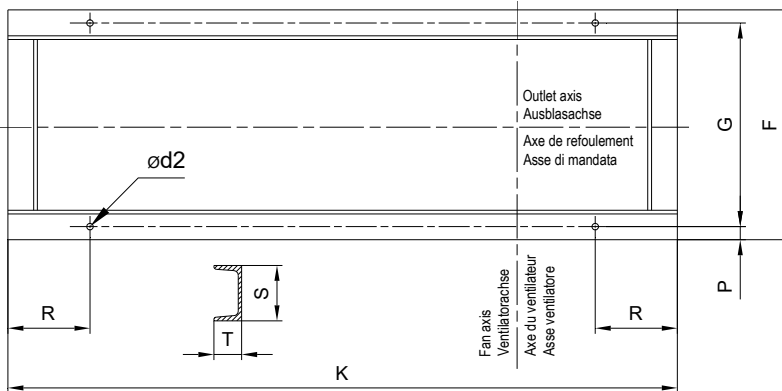 Outlet axis
Ausblasachse
Axe de refoulement
Asse di mandata
G
F
ød2
P
R
S
T
Fan axis
Ventilatorachse
Axe du ventilateur
Asse ventilatore
R
K